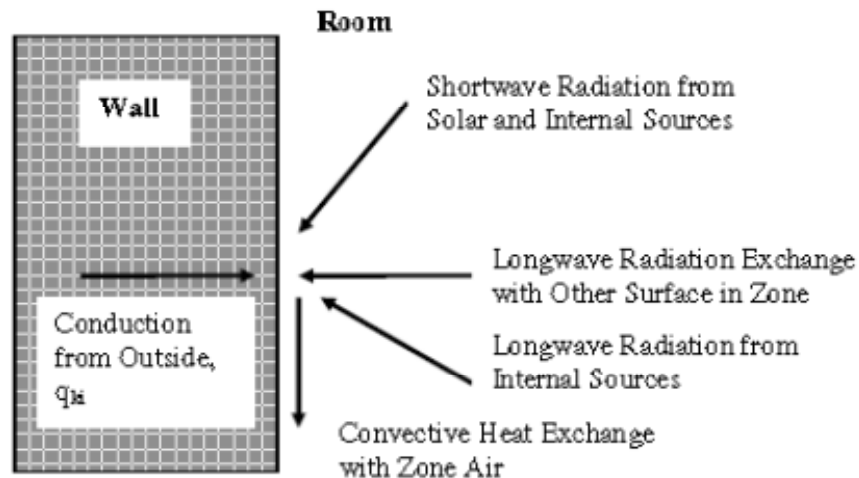 Room
Wall
Shortwave Radiation from
Solar and Internal Sources
Longwave Radiation Exchange
with Other Surface in Zone
Conduction
from Outside,
q_ki
Longwave Radiation from
Internal Sources
Convective Heat Exchange
with Zone Air